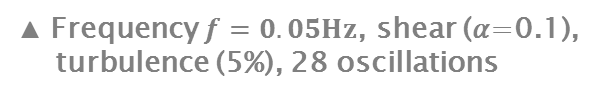 ▲ Frequency f = 0.05Hz, shear (α=0.1),
turbulence (5%), 28 oscillations